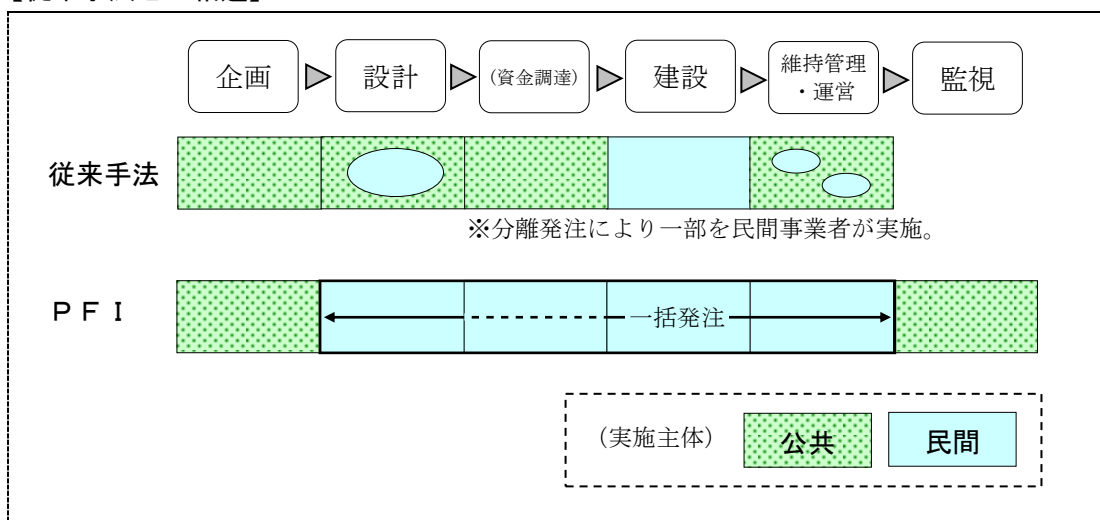 企画
設計
(資金調達)
建設
維持管理
・運営
監視
従来手法
※分離発注により一部を民間事業者が実施。
ＰＦＩ
一括発注
（実施主体）
公共
民間